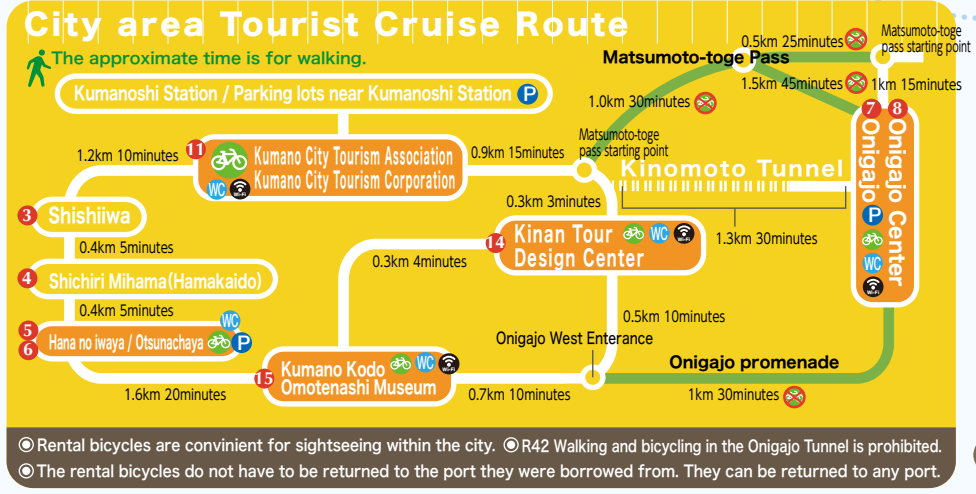 City area Tourist Cruise Route
The approximate time is for walking.
Kumanoshi Station / Parking lots near Kumanoshi Station P
0.5km 25minutes
Matsumoto-toge
pass starting point
Matsumoto-toge Pass
1.5km 45minutes
1km 15minutes
1.0km 30minutes
7 Onigajo
8 Onigajo Center
P
WC
Wi-Fi
Matsumoto-toge
pass starting point
1.2km 10minutes
11
Kumano City Tourism Association
Kumano City Tourism Corporation
WC Wi-Fi
0.9km 15minutes
Kinomoto Tunnel
0.3km 3minutes
1.3km 30minutes
3 Shishiiwa
0.4km 5minutes
14 Kinan Tour
Design Center
WC Wi-Fi
0.3km 4minutes
4 Shichiri Mihama(Hamakaido)
0.4km 5minutes
0.5km 10minutes
WC
5
6
Hana no iwaya / Otsunachaya P
Onigajo West Enterance
Onigajo promenade
15 Kumano Kodo
Omotenashi Museum
WC Wi-Fi
1.6km 20minutes
0.7km 10minutes
1km 30minutes
◉Rental bicycles are convinient for sightseeing within the city. ◉R42 Walking and bicycling in the Onigajo Tunnel is prohibited.
◉The rental bicycles do not have to be returned to the port they were borrowed from. They can be returned to any port.